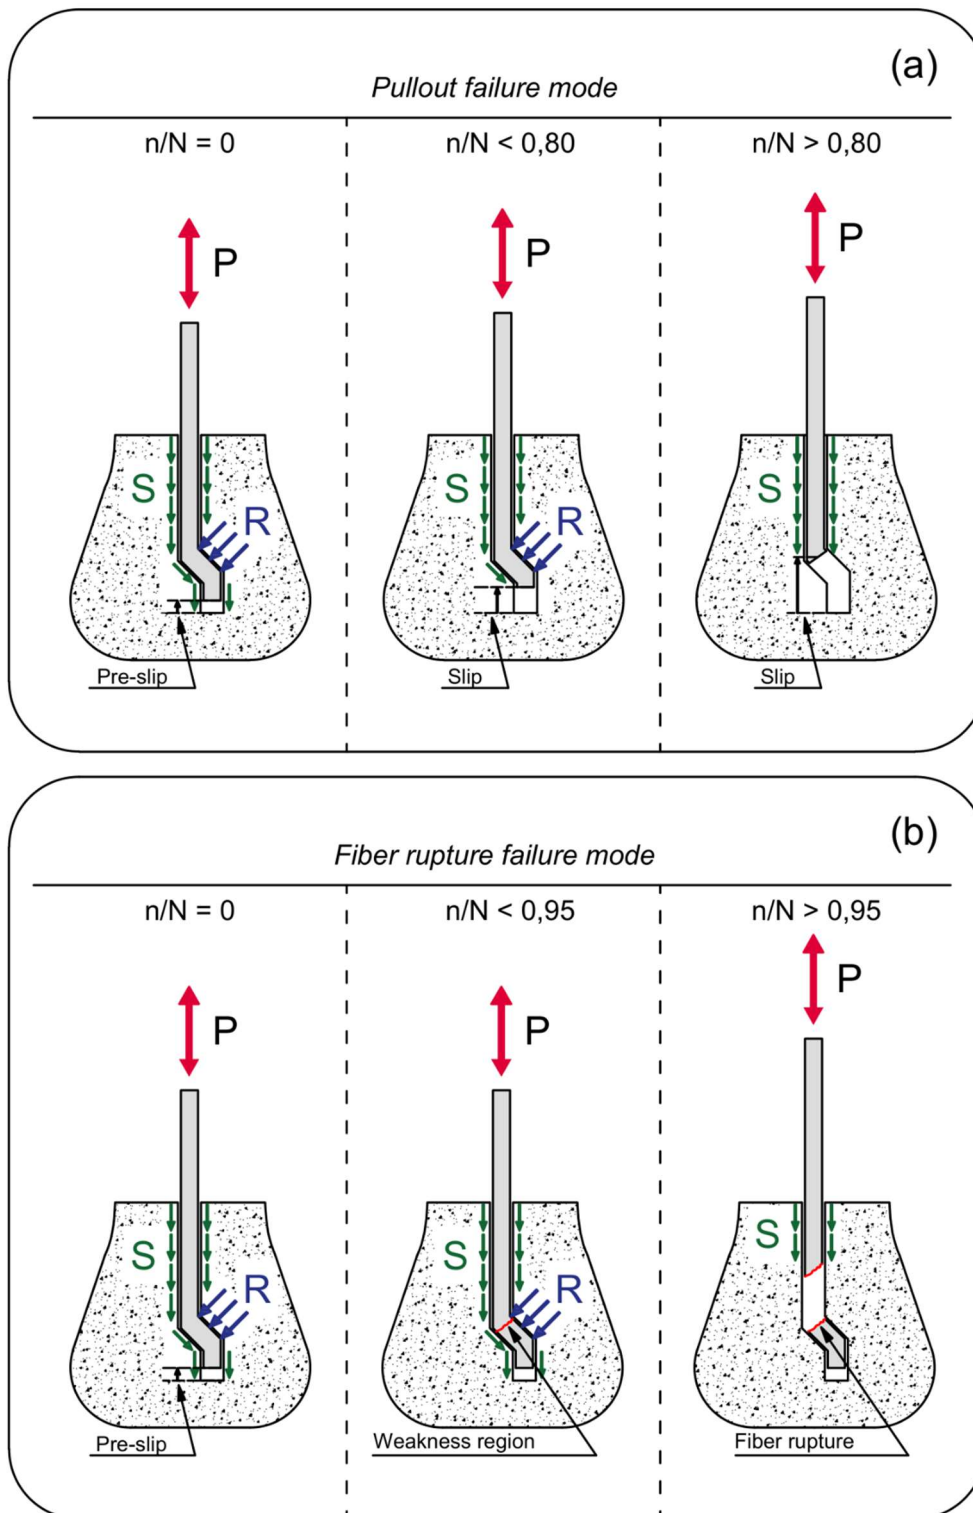 (a)
Pullout failure mode
n/N = 0
n/N < 0,80
n/N > 0,80
P
P
P
S
R
S
R
S
Pre-slip
Slip
Slip
(b)
Fiber rupture failure mode
n/N = 0
n/N < 0,95
n/N > 0,95
P
P
P
S
R
S
R
S
Pre-slip
Weakness region
Fiber rupture